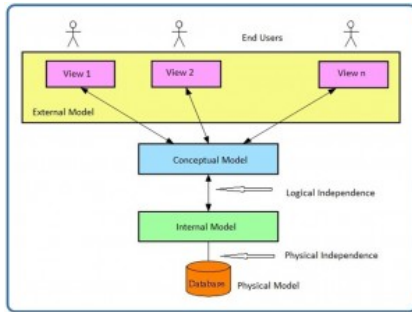 End Users
View 1
View 2
View n
External Model
Conceptual Model
Logical Independence
Internal Model
Physical Independence
Database
Physical Model